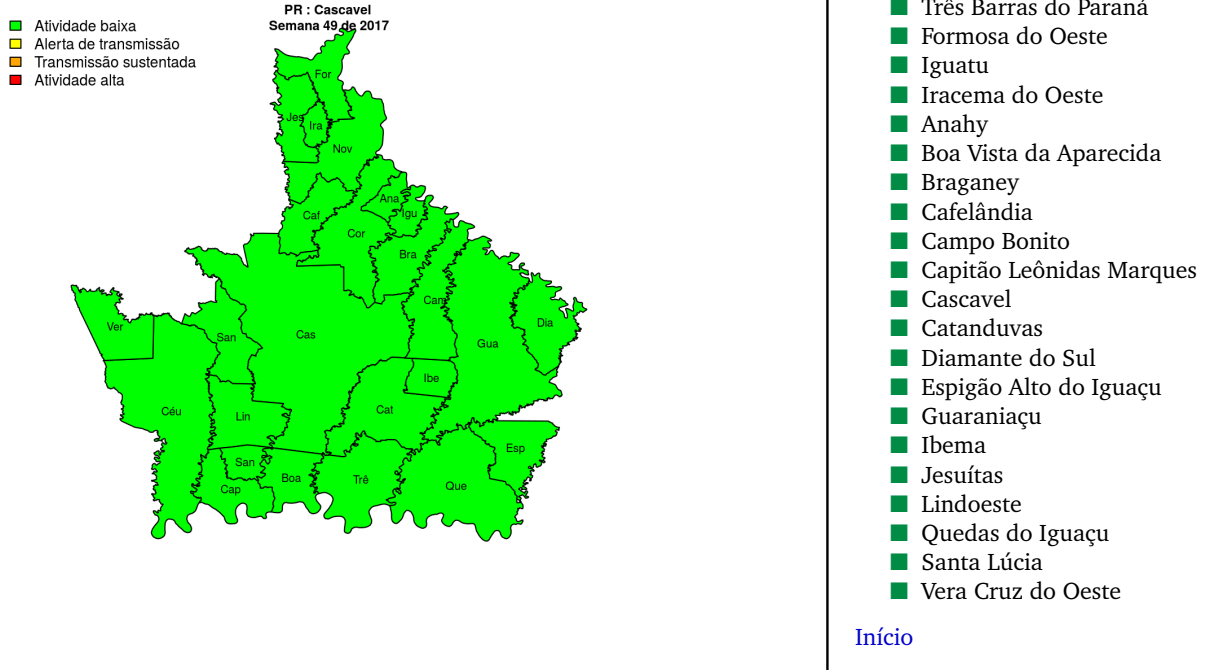 PR : Cascavel
Semana 49 de 2017
Atividade baixa
Alerta de transmissão
Transmissão sustentada
Atividade alta
For
Jes
Ira
Nov
Ana
Igu
Caf
Cor
Bra
Cam
Ver
San
Cas
Gua
Dia
Ibe
Céu
Lin
Cat
Esp
San
Cap
Boa
Trê
Que
Três Barras do Paraná
Formosa do Oeste
Iguatu
Iracema do Oeste
Anahy
Boa Vista da Aparecida
Braganey
Cafelândia
Campo Bonito
Capitão Leônidas Marques
Cascavel
Catanduvas
Diamante do Sul
Espigão Alto do Iguaçu
Guaraniaçu
Ibema
Jesuítas
Lindoeste
Quedas do Iguaçu
Santa Lúcia
Vera Cruz do Oeste
Início